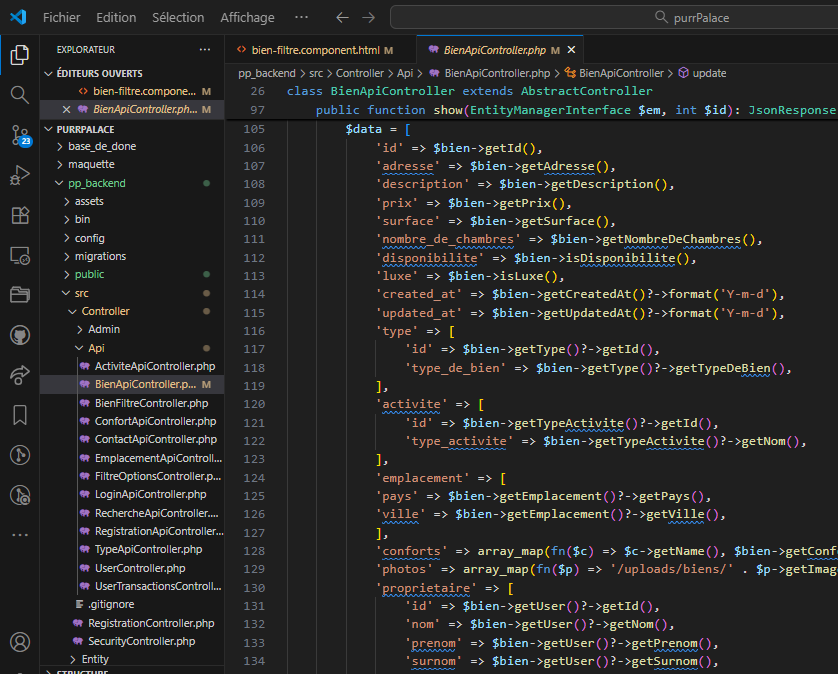 Fichier Edition Sélection Affichage ··· ← → purrPalace
EXPLORATEUR ···
ÉDITEURS OUVERTS
bien-filtre.compone... M
BienApiController.ph... M
PURRPALACE
base_de_done
maquette
pp_backend
assets
bin
config
migrations
public
src
Controller
Admin
Api
ActiviteApiController.php
BienApiController.p... M
BienFiltreController.php
ConfortApiController.php
ContactApiController.php
EmplacementApiControll...
FiltreOptionsController.p...
LoginApiController.php
RechercheApiController....
RegistrationApiController...
TypeApiController.php
UserController.php
UserTransactionsControll...
.gitignore
RegistrationController.php
SecurityController.php
Entity
STRUCTURE
23
bien-filtre.component.html M BienApiController.php M
pp_backend > src > Controller > Api > BienApiController.php > BienApiController > update
26 class BienApiController extends AbstractController
97 public function show(EntityManagerInterface $em, int $id): JsonResponse
105 $data = [
106 'id' => $bien->getId(),
107 'adresse' => $bien->getAdresse(),
108 'description' => $bien->getDescription(),
109 'prix' => $bien->getPrix(),
110 'surface' => $bien->getSurface(),
111 'nombre_de_chambres' => $bien->getNombreDeChambres(),
112 'disponibilite' => $bien->isDisponibilite(),
113 'luxe' => $bien->isLuxe(),
114 'created_at' => $bien->getCreatedAt()?->format('Y-m-d'),
115 'updated_at' => $bien->getUpdatedAt()?->format('Y-m-d'),
116 'type' => [
117 'id' => $bien->getType()?->getId(),
118 'type_de_bien' => $bien->getType()?->getTypeDeBien(),
119 ],
120 'activite' => [
121 'id' => $bien->getTypeActivite()?->getId(),
122 'type_activite' => $bien->getTypeActivite()?->getNom(),
123 ],
124 'emplacement' => [
125 'pays' => $bien->getEmplacement()?->getPays(),
126 'ville' => $bien->getEmplacement()?->getVille(),
127 ],
128 'conforts' => array_map(fn($c) => $c->getName(), $bien->getConf
129 'photos' => array_map(fn($p) => '/uploads/biens/' . $p->getImag
130 'proprietaire' => [
131 'id' => $bien->getUser()?->getId(),
132 'nom' => $bien->getUser()?->getNom(),
133 'prenom' => $bien->getUser()?->getPrenom(),
134 'surnom' => $bien->getUser()?->getSurnom(),